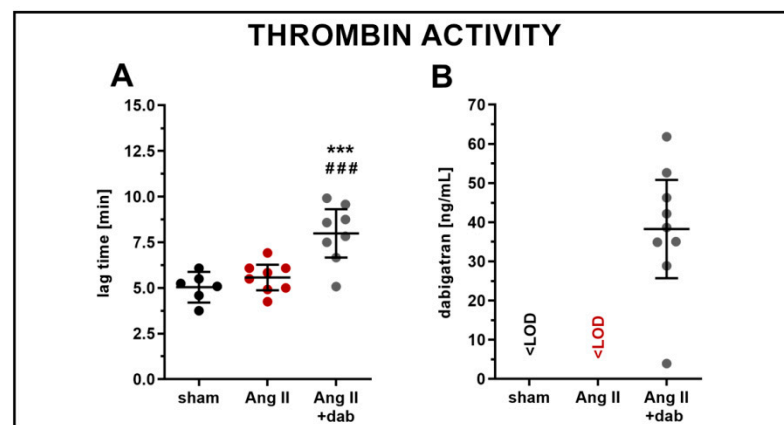 THROMBIN ACTIVITY
A
B
lag time [min]
15.0
12.5
10.0
7.5
5.0
2.5
0.0
***
###
sham
Ang II
Ang II
+dab
dabigatran [ng/mL]
70
60
50
40
30
20
10
0
<LOD
<LOD
sham
Ang II
Ang II
+dab